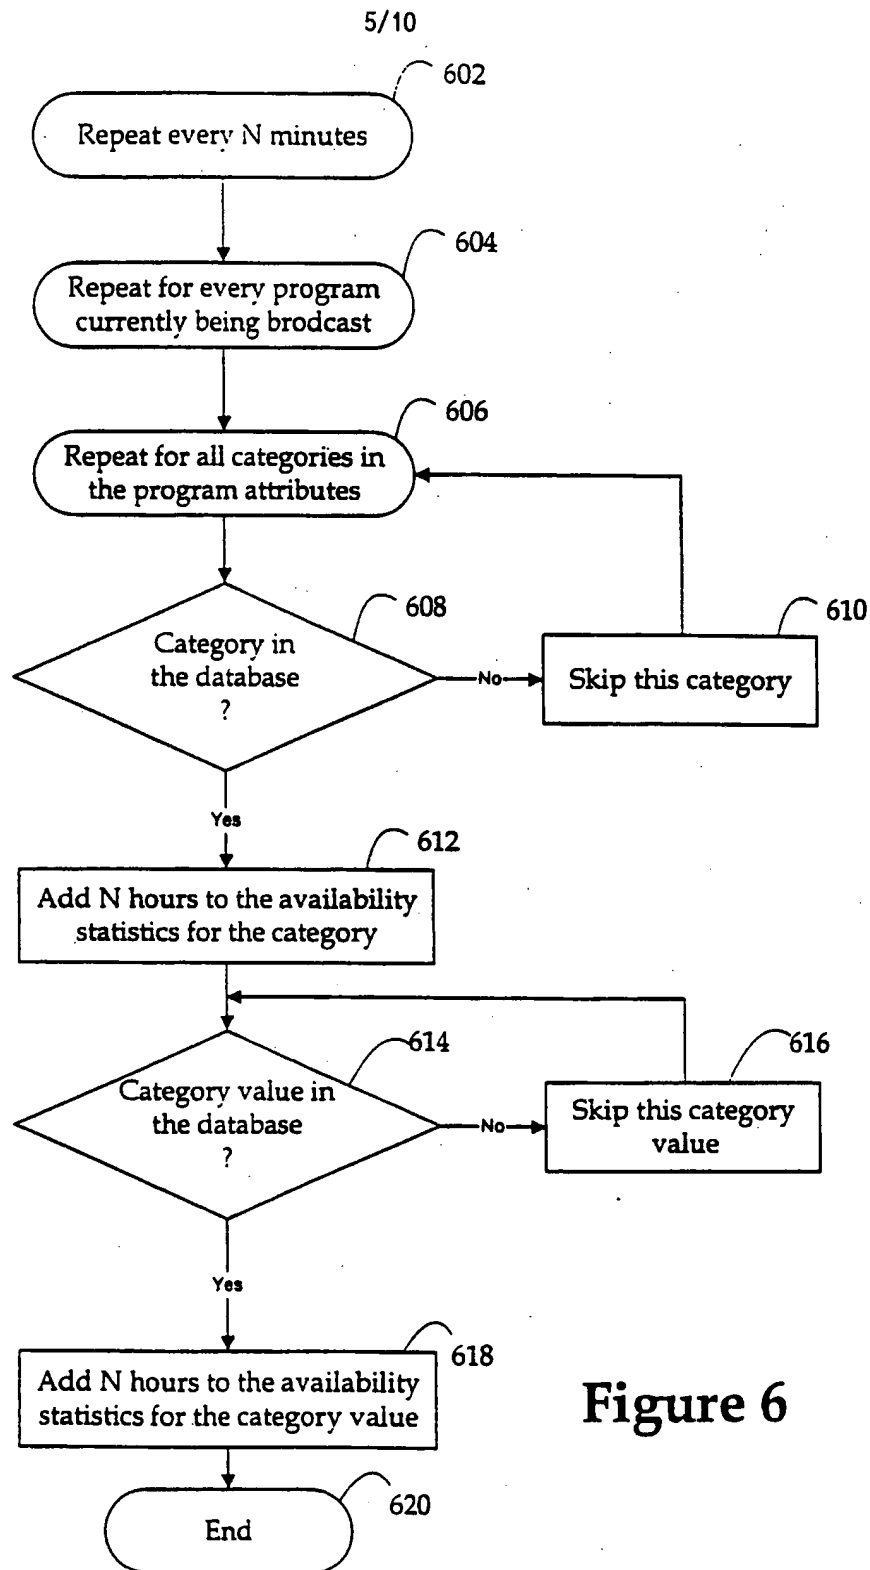 5/10
602
Repeat every N minutes
604
Repeat for every program
currently being brodcast
606
Repeat for all categories in
the program attributes
608
Category in
the database
?
No
610
Skip this category
Yes
612
Add N hours to the availability
statistics for the category
614
Category value in
the database
?
No
616
Skip this category
value
Yes
618
Add N hours to the availability
statistics for the category value
Figure 6
620
End